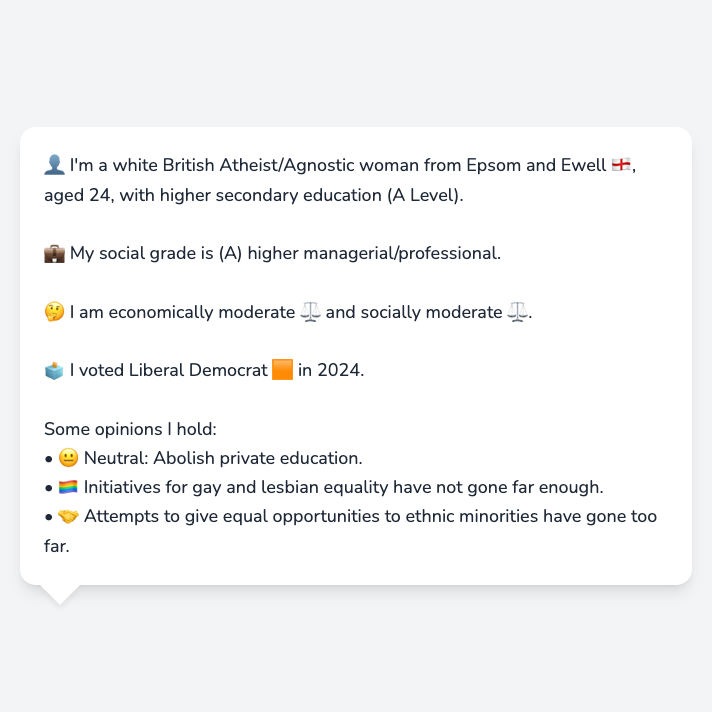 👤 I'm a white British Atheist/Agnostic woman from Epsom and Ewell 🏴󠁧󠁢󠁥󠁮󠁧󠁿,
aged 24, with higher secondary education (A Level).
💼 My social grade is (A) higher managerial/professional.
🤔 I am economically moderate ⚖️ and socially moderate ⚖️.
🗳️ I voted Liberal Democrat 🟧 in 2024.
Some opinions I hold:
• 😐 Neutral: Abolish private education.
• 🏳️‍🌈 Initiatives for gay and lesbian equality have not gone far enough.
• 🤝 Attempts to give equal opportunities to ethnic minorities have gone too
far.